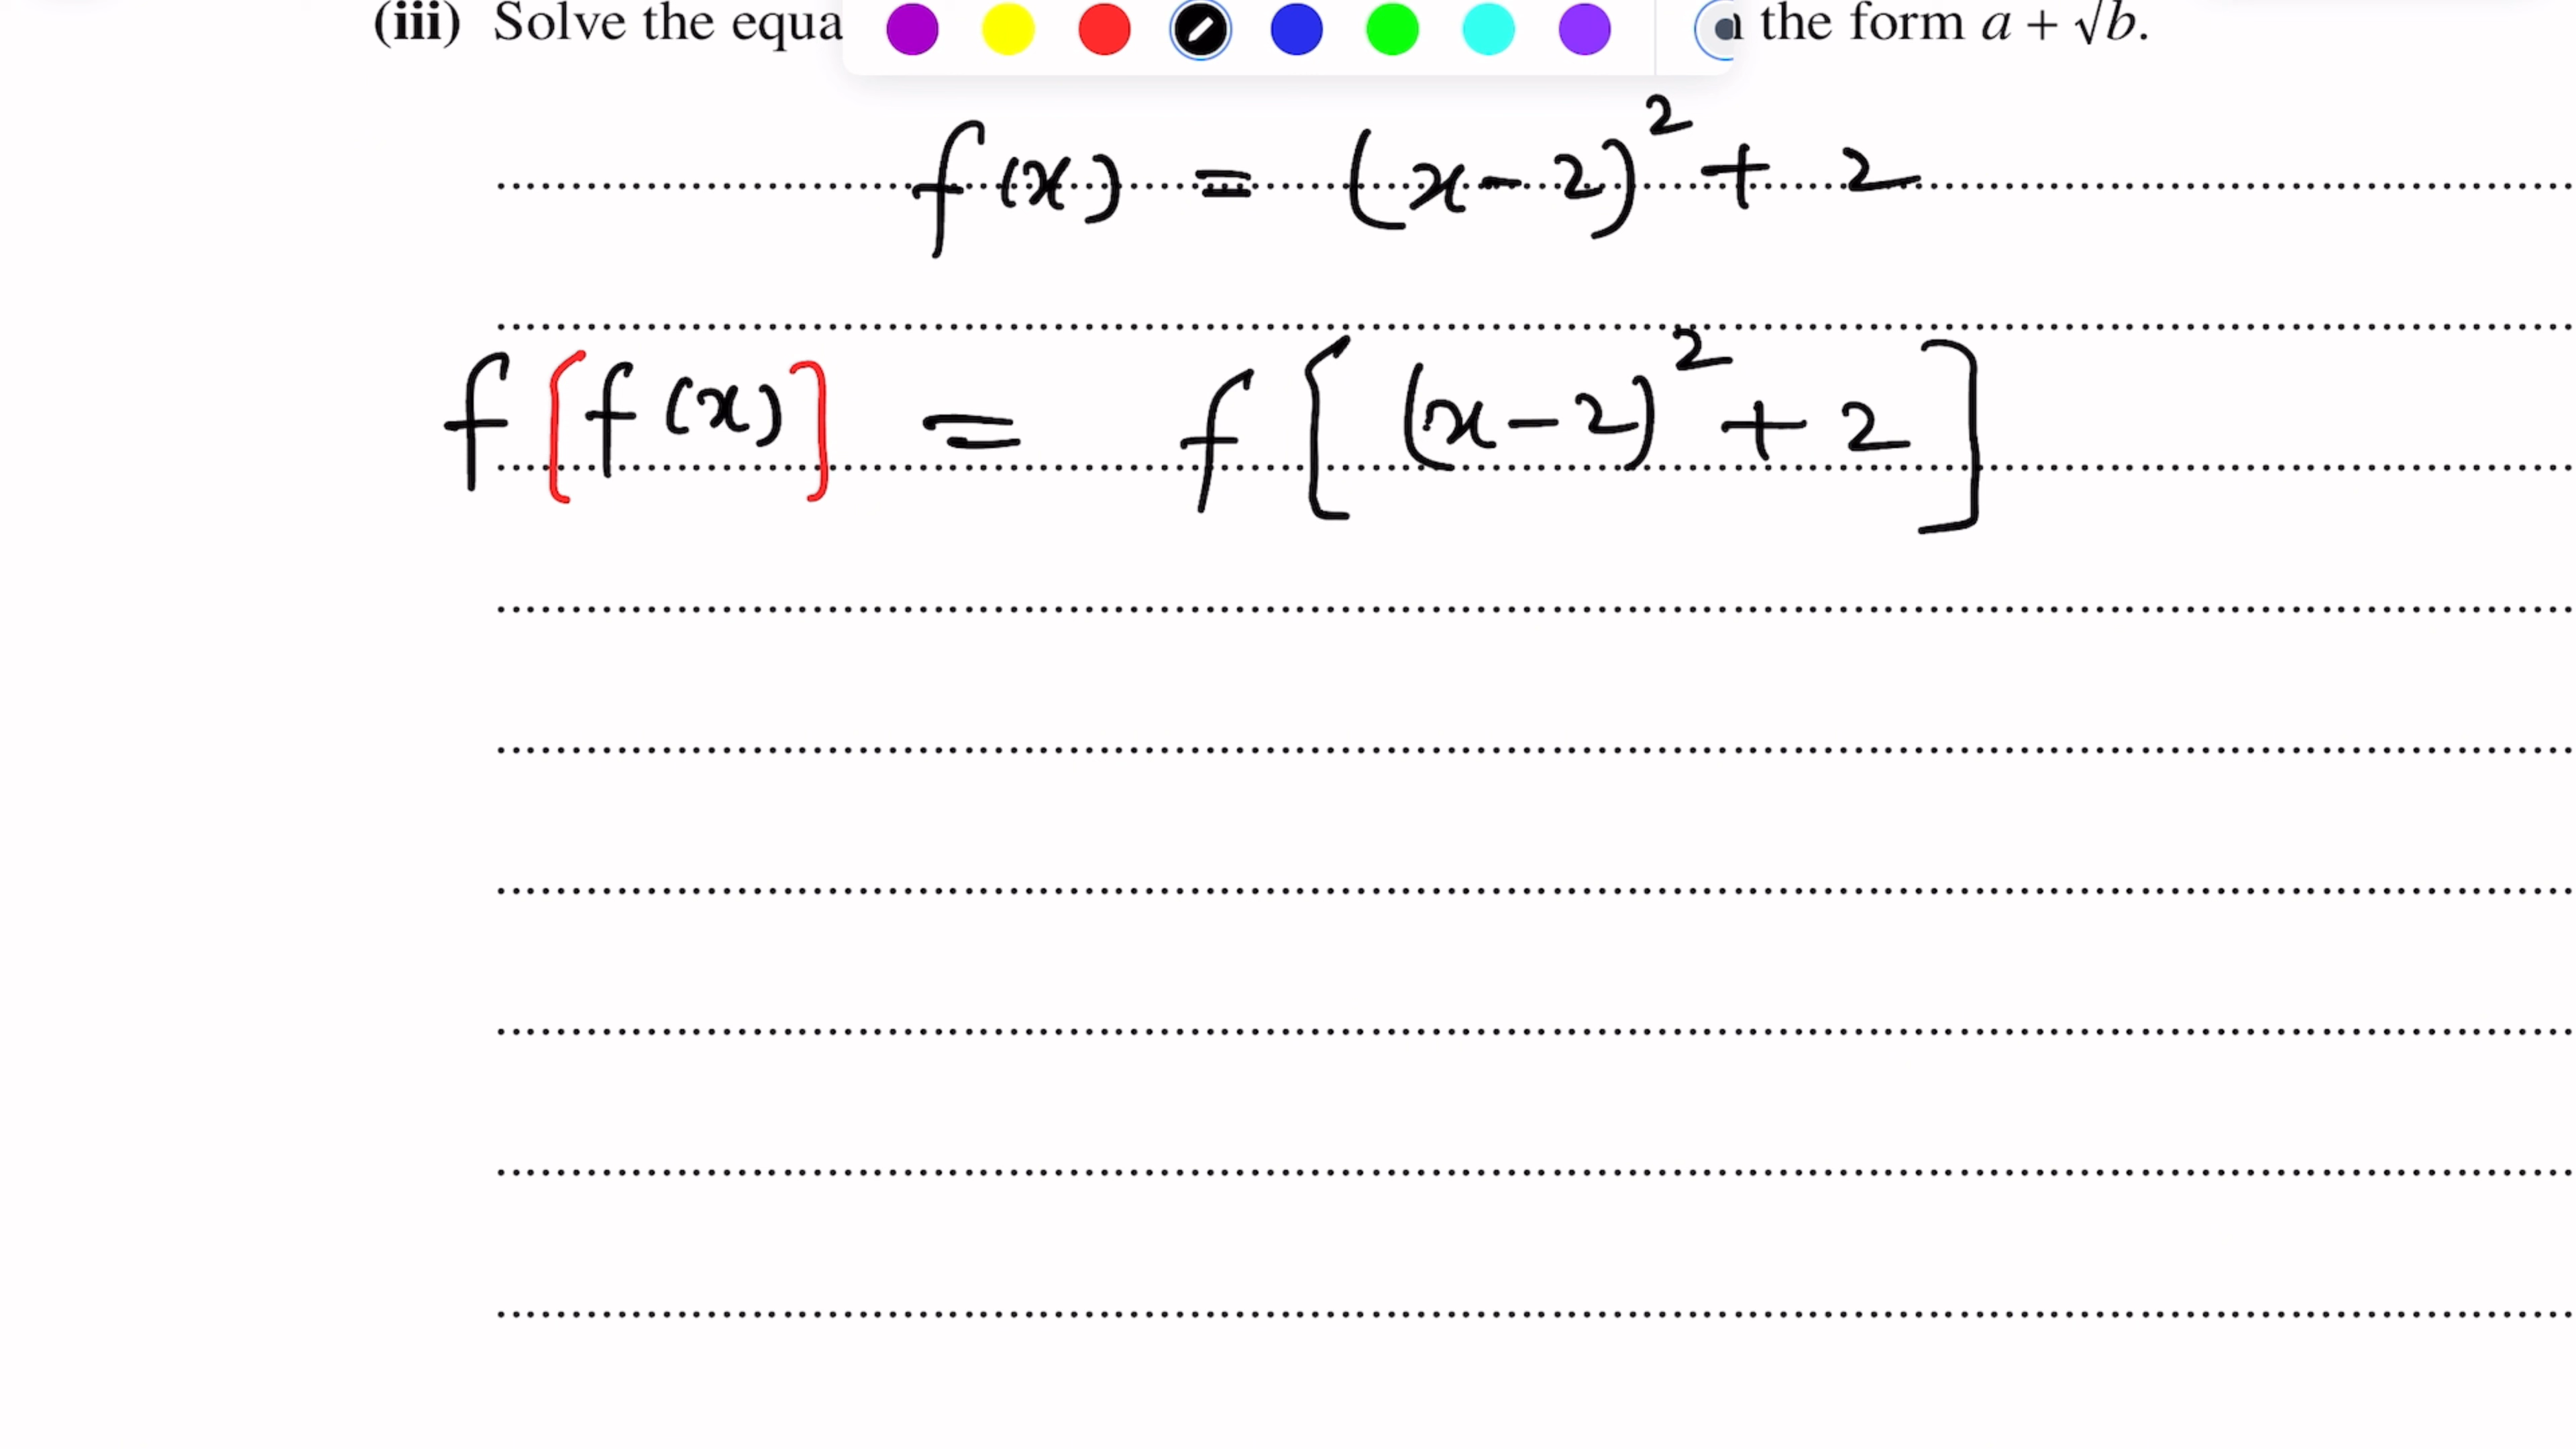 (iii) Solve the equa the form a + √b.
f(x) = (x-2)² + 2
f[f(x)] = f[(x-2)² + 2]